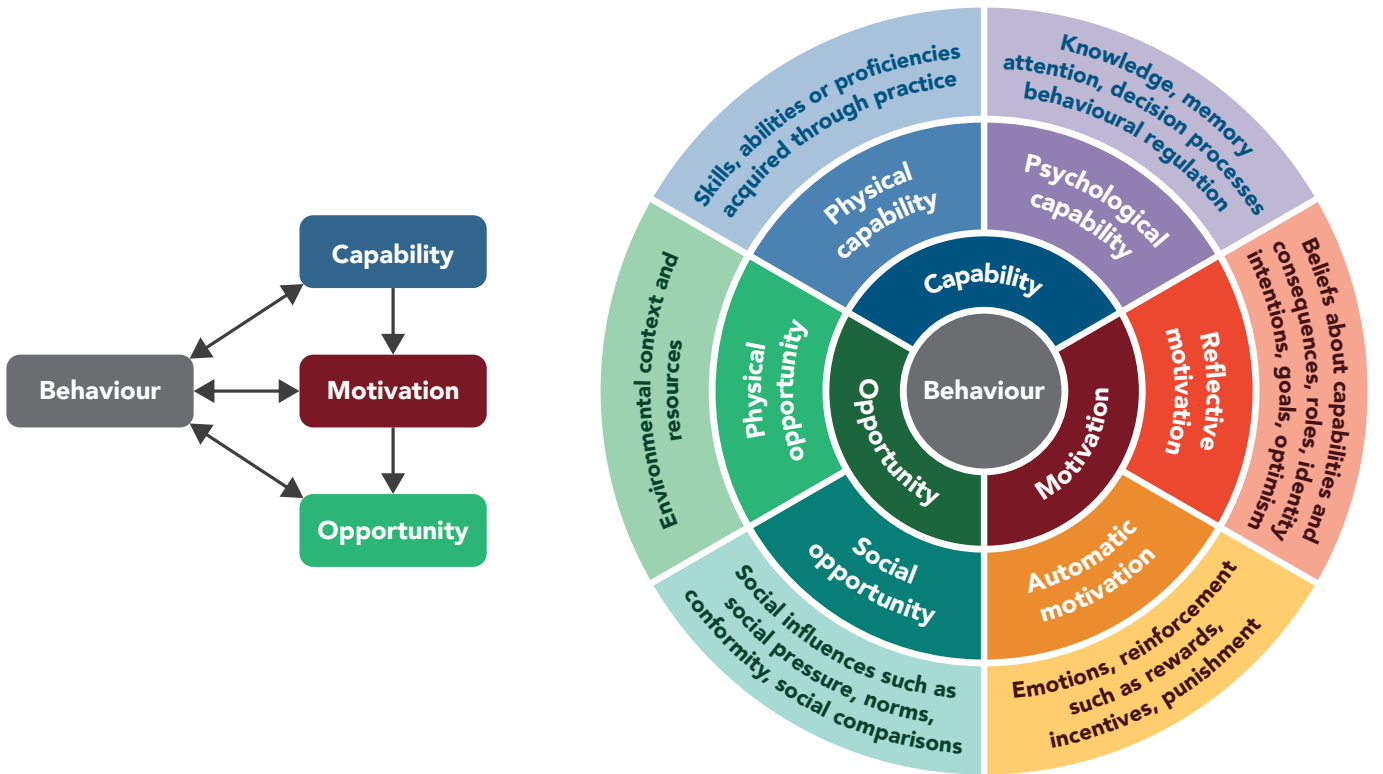 Capability
Behaviour
Motivation
Opportunity
Skills, abilities or proficiencies
acquired through practice
Knowledge, memory
attention, decision processes
behavioural regulation
Physical
capability
Psychological
capability
Capability
Environmental context and
resources
Physical
opportunity
Opportunity
Behaviour
Motivation
Reflective
motivation
Beliefs about capabilities and
consequences, roles, identity
intentions, goals, optimism
Social
opportunity
Automatic
motivation
Social influences such as
social pressure, norms,
conformity, social comparisons
Emotions, reinforcement
such as rewards,
incentives, punishment